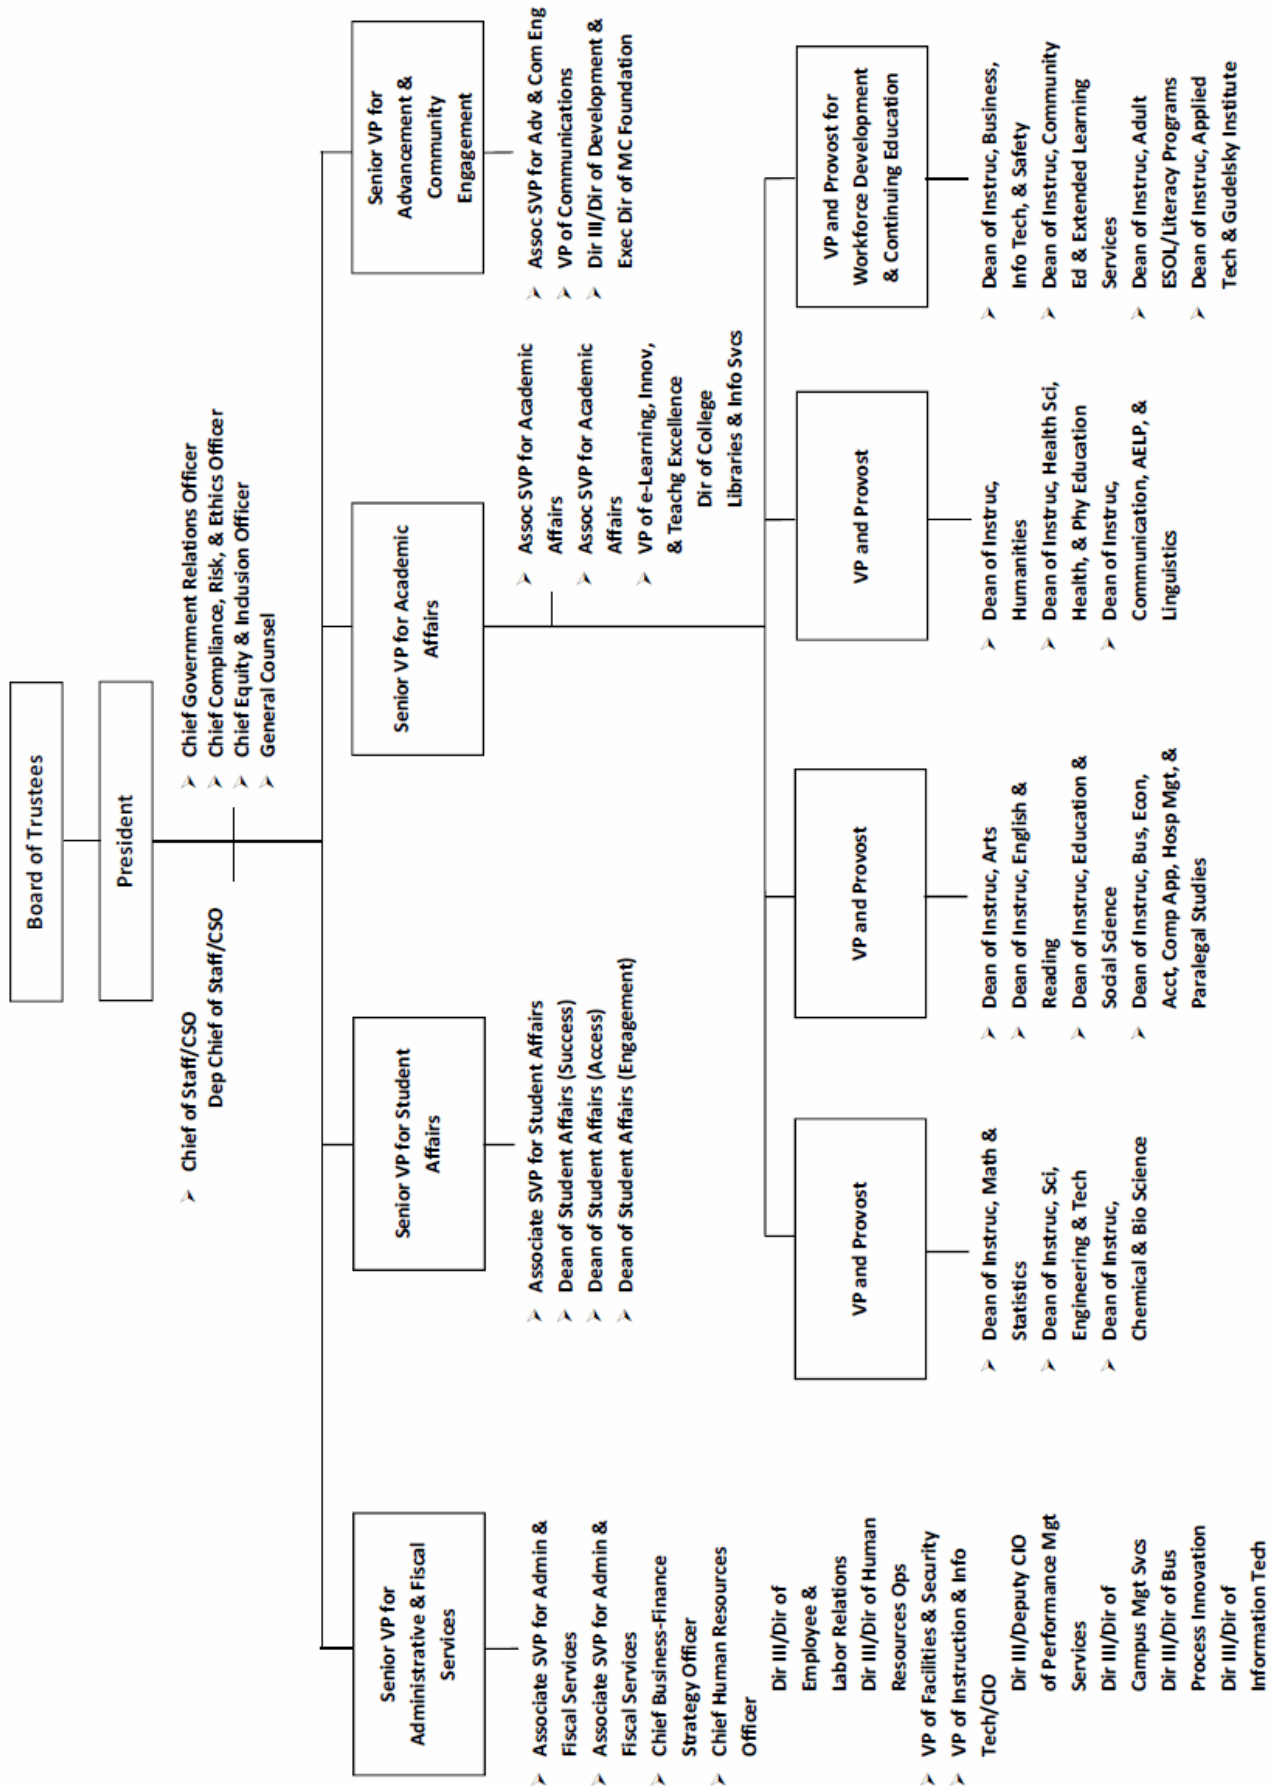 Board of Trustees
President
➢ Chief of Staff/CSO
Dep Chief of Staff/CSO
➢ Chief Government Relations Officer
➢ Chief Compliance, Risk, & Ethics Officer
➢ Chief Equity & Inclusion Officer
➢ General Counsel
Senior VP for
Administrative & Fiscal
Services
➢ Associate SVP for Admin &
Fiscal Services
➢ Associate SVP for Admin &
Fiscal Services
➢ Chief Business-Finance
Strategy Officer
➢ Chief Human Resources
Officer
Dir III/Dir of
Employee &
Labor Relations
Dir III/Dir of Human
Resources Ops
➢ VP of Facilities & Security
➢ VP of Instruction & Info
Tech/CIO
Dir III/Deputy CIO
of Performance Mgt
Services
Dir III/Dir of
Campus Mgt Svcs
Dir III/Dir of Bus
Process Innovation
Dir III/Dir of
Information Tech
Senior VP for Student
Affairs
➢ Associate SVP for Student Affairs
➢ Dean of Student Affairs (Success)
➢ Dean of Student Affairs (Access)
➢ Dean of Student Affairs (Engagement)
Senior VP for Academic
Affairs
➢ Assoc SVP for Academic
Affairs
➢ Assoc SVP for Academic
Affairs
➢ VP of e-Learning, Innov,
& Teachg Excellence
Dir of College
Libraries & Info Svcs
Senior VP for
Advancement &
Community
Engagement
➢ Assoc SVP for Adv & Com Eng
➢ VP of Communications
➢ Dir III/Dir of Development &
Exec Dir of MC Foundation
VP and Provost
➢ Dean of Instruc, Math &
Statistics
➢ Dean of Instruc, Sci,
Engineering & Tech
➢ Dean of Instruc,
Chemical & Bio Science
VP and Provost
➢ Dean of Instruc, Arts
➢ Dean of Instruc, English &
Reading
➢ Dean of Instruc, Education &
Social Science
➢ Dean of Instruc, Bus, Econ,
Acct, Comp App, Hosp Mgt, &
Paralegal Studies
VP and Provost
➢ Dean of Instruc,
Humanities
➢ Dean of Instruc, Health Sci,
Health, & Phy Education
➢ Dean of Instruc,
Communication, AELP, &
Linguistics
VP and Provost for
Workforce Development
& Continuing Education
➢ Dean of Instruc, Business,
Info Tech, & Safety
➢ Dean of Instruc, Community
Ed & Extended Learning
Services
➢ Dean of Instruc, Adult
ESOL/Literacy Programs
➢ Dean of Instruc, Applied
Tech & Gudelsky Institute